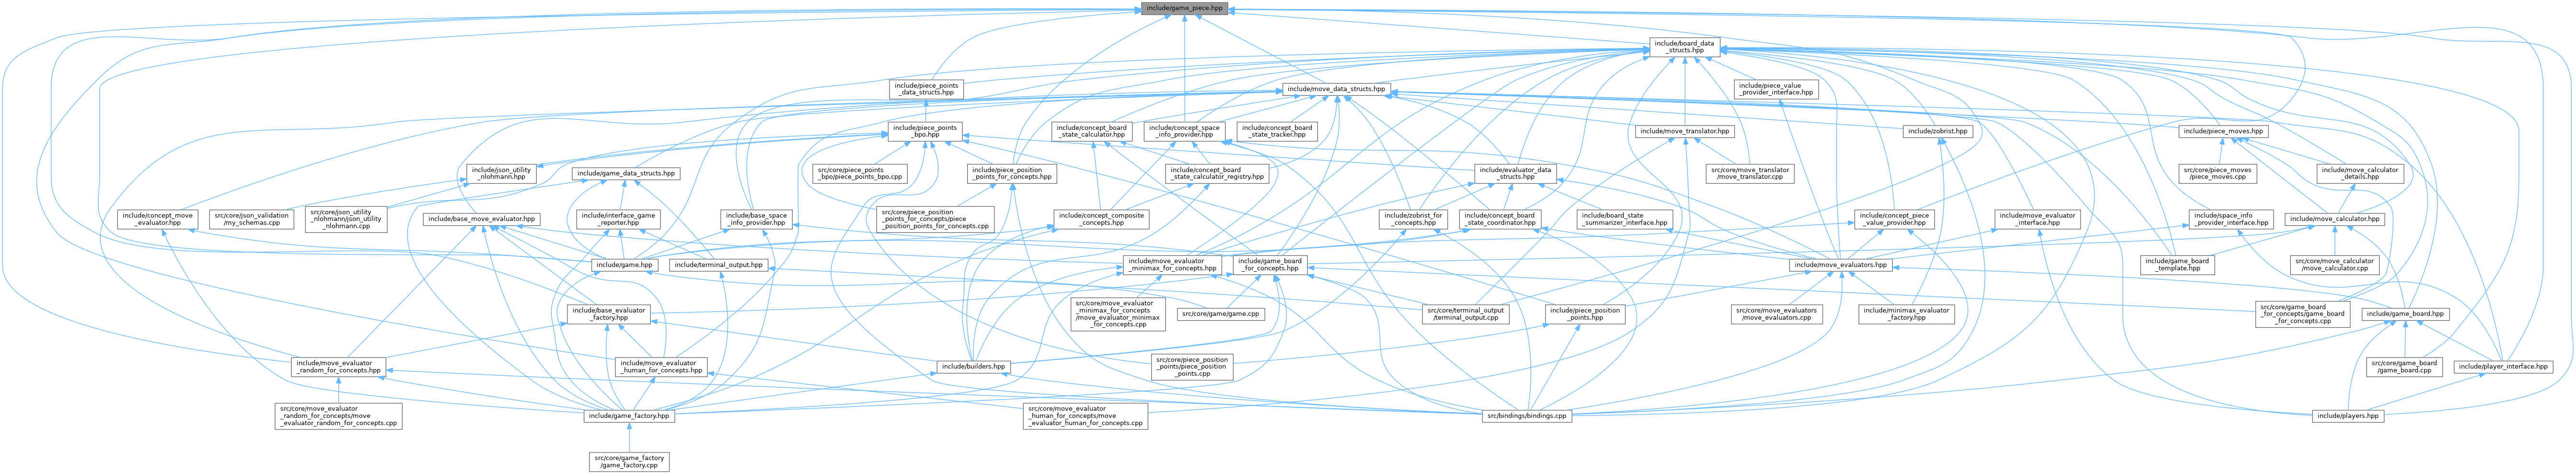 include/game_piece.hpp
include/board_data
_structs.hpp
include/piece_points
_data_structs.hpp
include/move_data_structs.hpp
include/piece_value
_provider_interface.hpp
include/piece_points
_bpo.hpp
include/concept_board
_state_calculator.hpp
include/concept_space
_info_provider.hpp
include/concept_board
_state_tracker.hpp
include/move_translator.hpp
include/zobrist.hpp
include/piece_moves.hpp
include/json_utility
_nlohmann.hpp
include/game_data_structs.hpp
src/core/piece_points
_bpo/piece_points_bpo.cpp
include/piece_position
_points_for_concepts.hpp
include/concept_board
_state_calculator_registry.hpp
include/evaluator_data
_structs.hpp
src/core/move_translator
/move_translator.cpp
src/core/piece_moves
/piece_moves.cpp
include/move_calculator
_details.hpp
include/concept_move
_evaluator.hpp
src/core/json_validation
/my_schemas.cpp
src/core/json_utility
_nlohmann/json_utility
_nlohmann.cpp
include/base_move_evaluator.hpp
include/interface_game
_reporter.hpp
include/base_space
_info_provider.hpp
src/core/piece_position
_points_for_concepts/piece
_position_points_for_concepts.cpp
include/concept_composite
_concepts.hpp
include/zobrist_for
_concepts.hpp
include/concept_board
_state_coordinator.hpp
include/board_state
_summarizer_interface.hpp
include/concept_piece
_value_provider.hpp
include/move_evaluator
_interface.hpp
include/space_info
_provider_interface.hpp
include/move_calculator.hpp
include/game.hpp
include/terminal_output.hpp
include/move_evaluator
_minimax_for_concepts.hpp
include/game_board
_for_concepts.hpp
include/move_evaluators.hpp
include/game_board
_template.hpp
src/core/move_calculator
/move_calculator.cpp
include/base_evaluator
_factory.hpp
src/core/move_evaluator
_minimax_for_concepts
/move_evaluator_minimax
_for_concepts.cpp
src/core/game/game.cpp
src/core/terminal_output
/terminal_output.cpp
include/piece_position
_points.hpp
src/core/move_evaluators
/move_evaluators.cpp
include/minimax_evaluator
_factory.hpp
src/core/game_board
_for_concepts/game_board
_for_concepts.cpp
include/game_board.hpp
include/move_evaluator
_random_for_concepts.hpp
include/move_evaluator
_human_for_concepts.hpp
include/builders.hpp
src/core/piece_position
_points/piece_position
_points.cpp
src/core/game_board
/game_board.cpp
include/player_interface.hpp
src/core/move_evaluator
_random_for_concepts/move
_evaluator_random_for_concepts.cpp
include/game_factory.hpp
src/core/move_evaluator
_human_for_concepts/move
_evaluator_human_for_concepts.cpp
src/bindings/bindings.cpp
include/players.hpp
src/core/game_factory
/game_factory.cpp